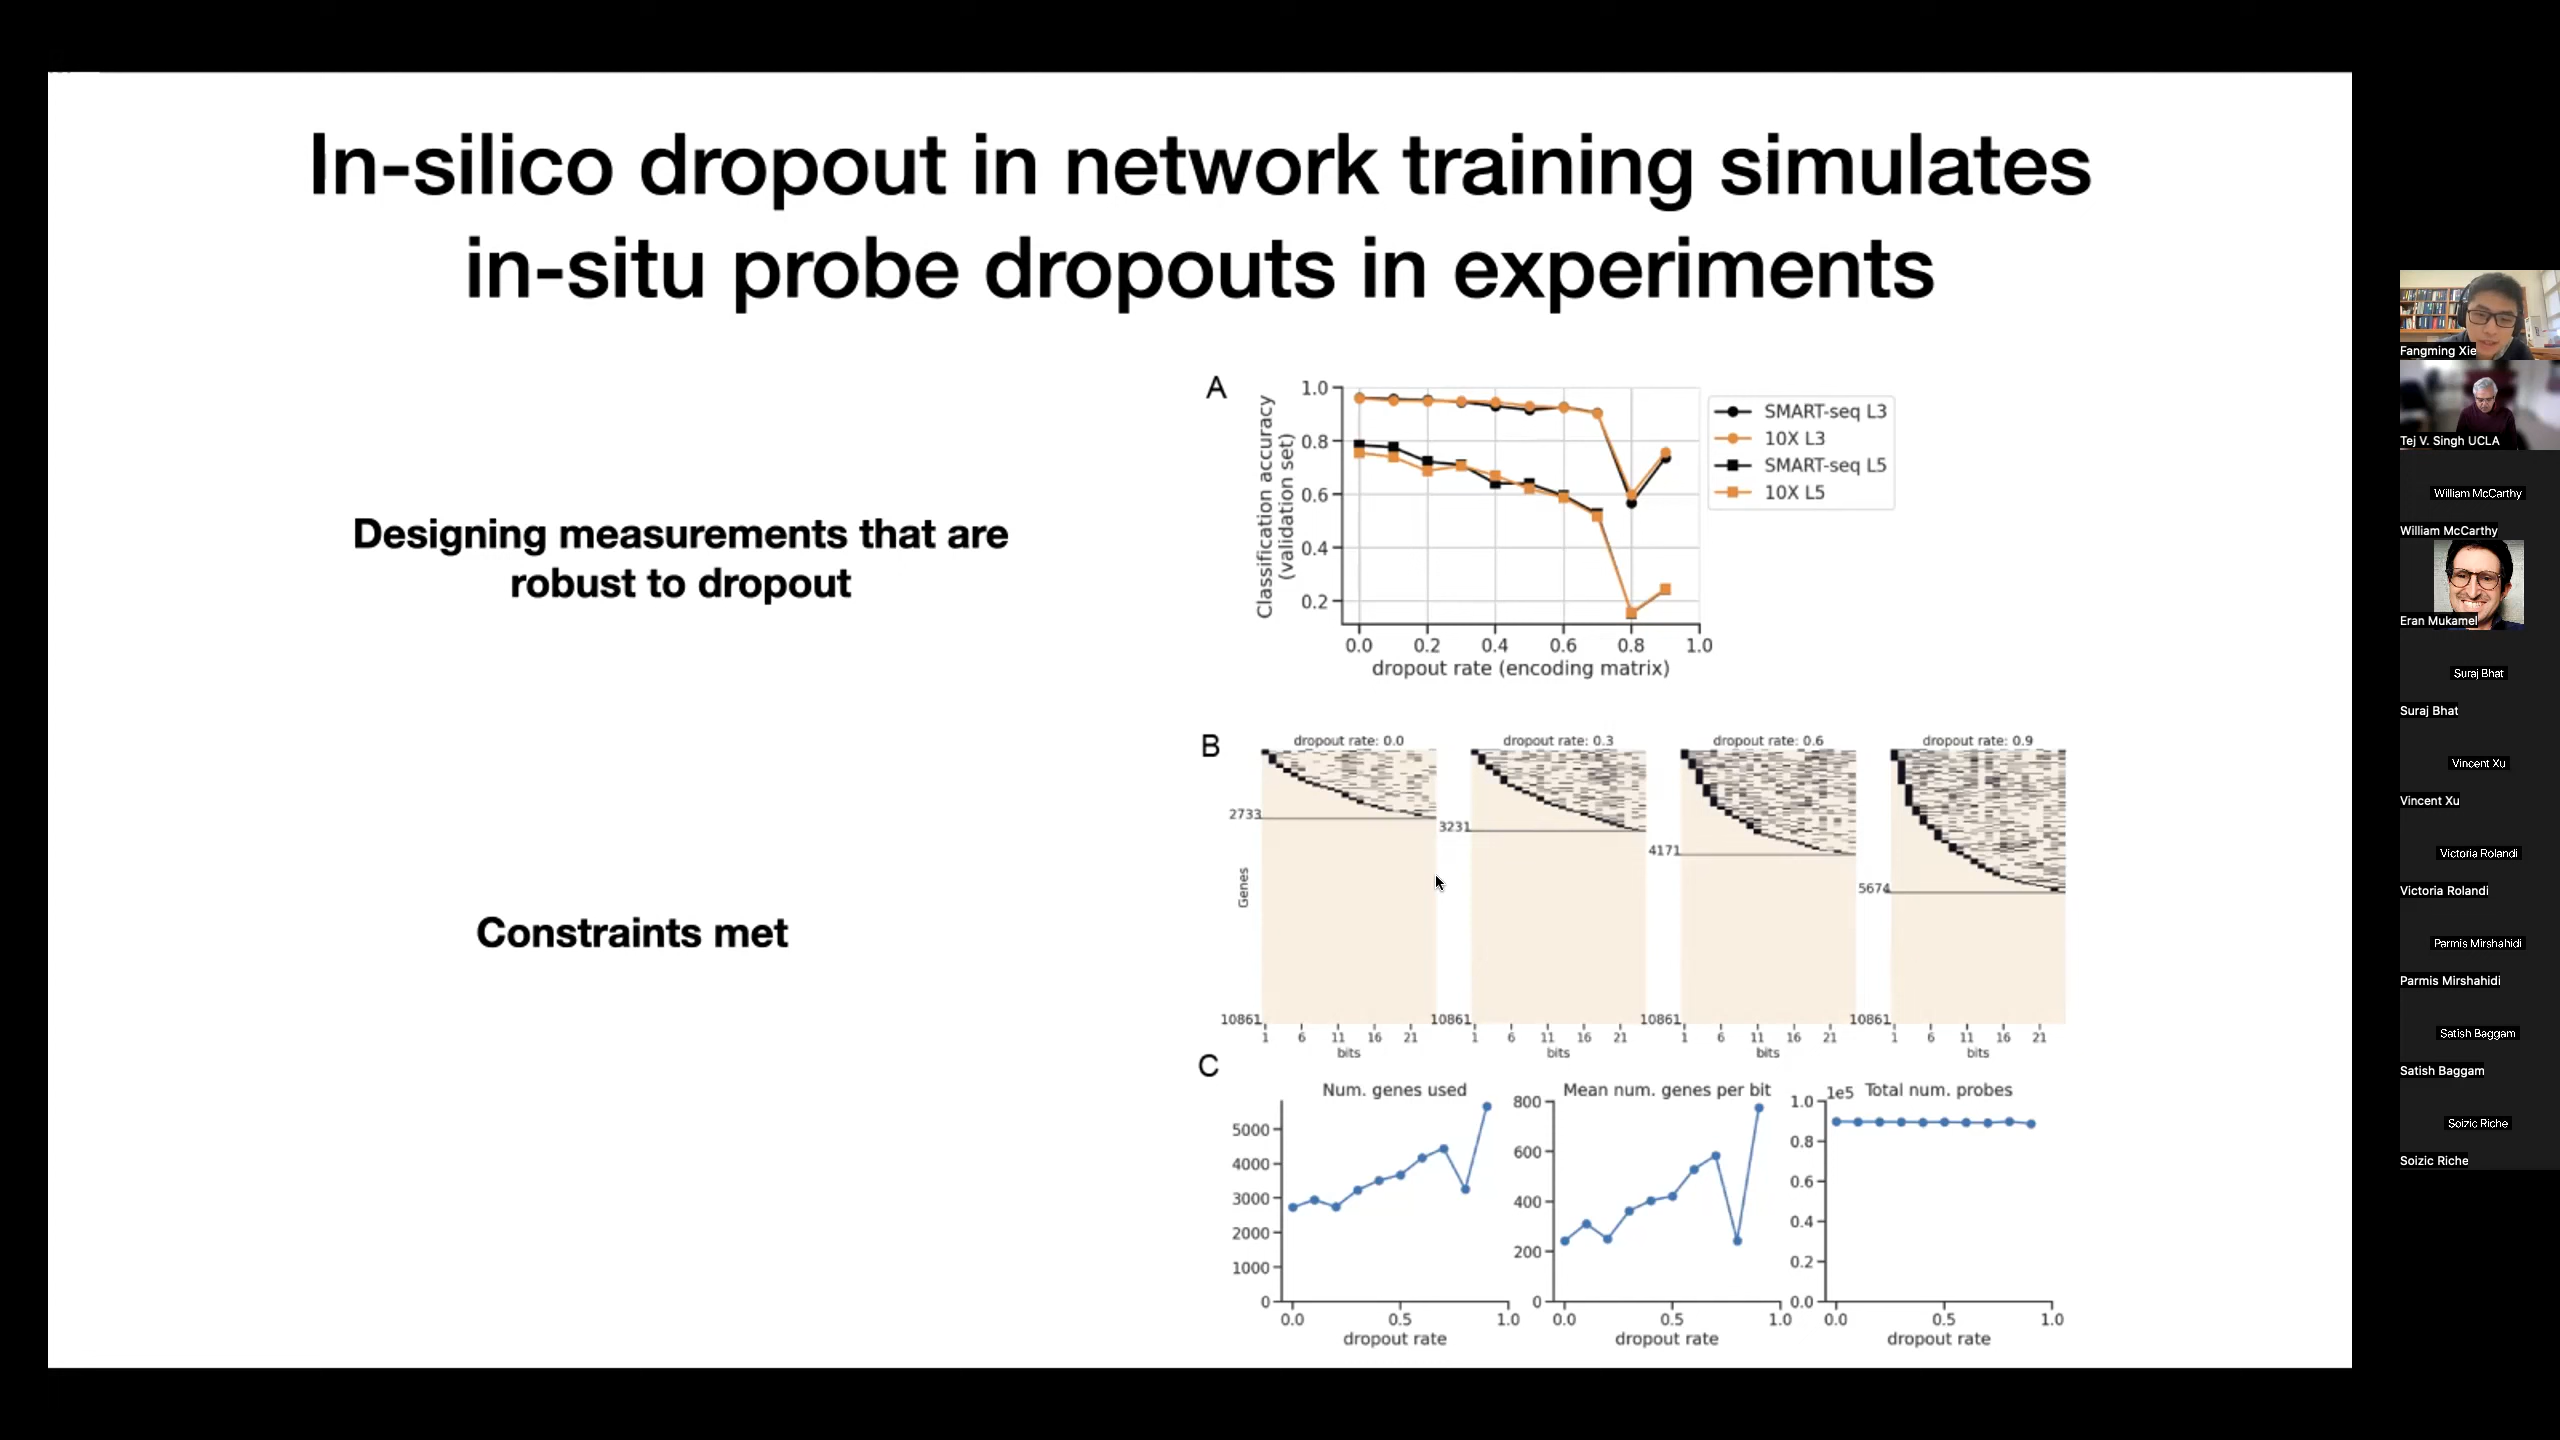 In-silico dropout in network training simulates
in-situ probe dropouts in experiments
Designing measurements that are
robust to dropout
Constraints met
A
Classification accuracy
(validation set)
1.0
0.8
0.6
0.4
0.2
0.0 0.2 0.4 0.6 0.8 1.0
dropout rate (encoding matrix)
SMART-seq L3
10X L3
SMART-seq L5
10X L5
B
dropout rate: 0.0
dropout rate: 0.3
dropout rate: 0.6
dropout rate: 0.9
Genes
2733
3231
4171
5674
10861
10861
10861
10861
1 6 11 16 21
1 6 11 16 21
1 6 11 16 21
1 6 11 16 21
bits
bits
bits
bits
C
Num. genes used
5000
4000
3000
2000
1000
0
0.0 0.5 1.0
dropout rate
Mean num. genes per bit
800
600
400
200
0
0.0 0.5 1.0
dropout rate
1e5 Total num. probes
1.0
0.8
0.6
0.4
0.2
0.0
0.0 0.5 1.0
dropout rate
Fangming Xie
Tej V. Singh UCLA
William McCarthy
William McCarthy
Eran Mukamel
Suraj Bhat
Suraj Bhat
Vincent Xu
Vincent Xu
Victoria Rolandi
Victoria Rolandi
Parmis Mirshahidi
Parmis Mirshahidi
Satish Baggam
Satish Baggam
Soizic Riche
Soizic Riche